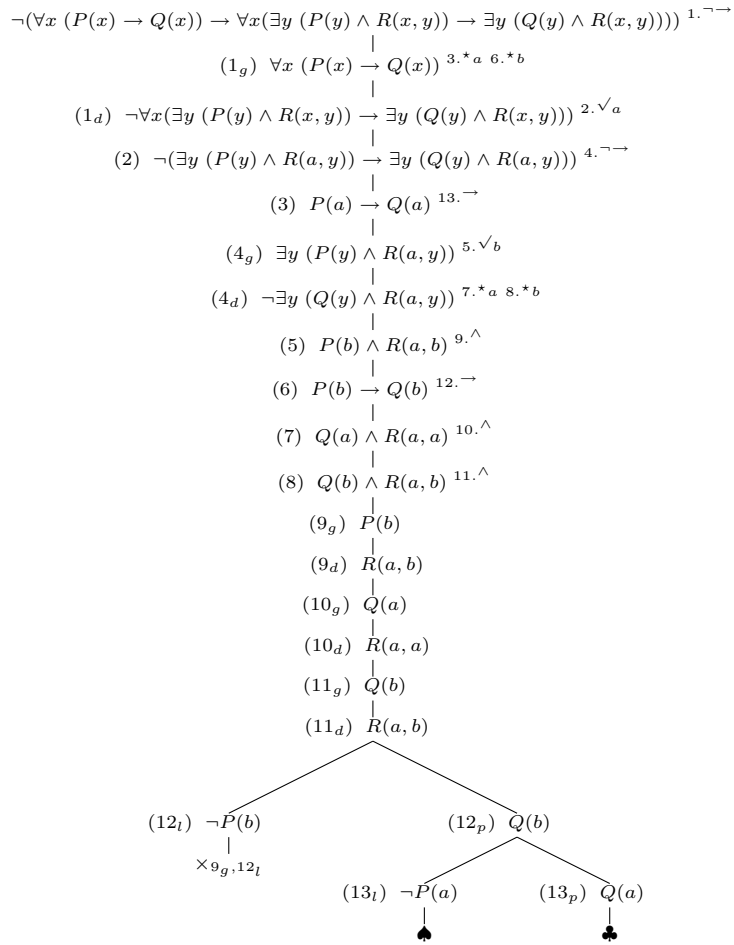 ¬(∀x (P(x) → Q(x)) → ∀x(∃y (P(y) ∧ R(x, y)) → ∃y (Q(y) ∧ R(x, y)))) 1.¬→
(1g) ∀x (P(x) → Q(x)) 3.⋆a 6.⋆b
(1d) ¬∀x(∃y (P(y) ∧ R(x, y)) → ∃y (Q(y) ∧ R(x, y))) 2.√a
(2) ¬(∃y (P(y) ∧ R(a, y)) → ∃y (Q(y) ∧ R(a, y))) 4.¬→
(3) P(a) → Q(a) 13.→
(4g) ∃y (P(y) ∧ R(a, y)) 5.√b
(4d) ¬∃y (Q(y) ∧ R(a, y)) 7.⋆a 8.⋆b
(5) P(b) ∧ R(a, b) 9.∧
(6) P(b) → Q(b) 12.→
(7) Q(a) ∧ R(a, a) 10.∧
(8) Q(b) ∧ R(a, b) 11.∧
(9g) P(b)
(9d) R(a, b)
(10g) Q(a)
(10d) R(a, a)
(11g) Q(b)
(11d) R(a, b)
(12l) ¬P(b) (12p) Q(b)
×9g,12l
(13l) ¬P(a) (13p) Q(a)
♠ ♣